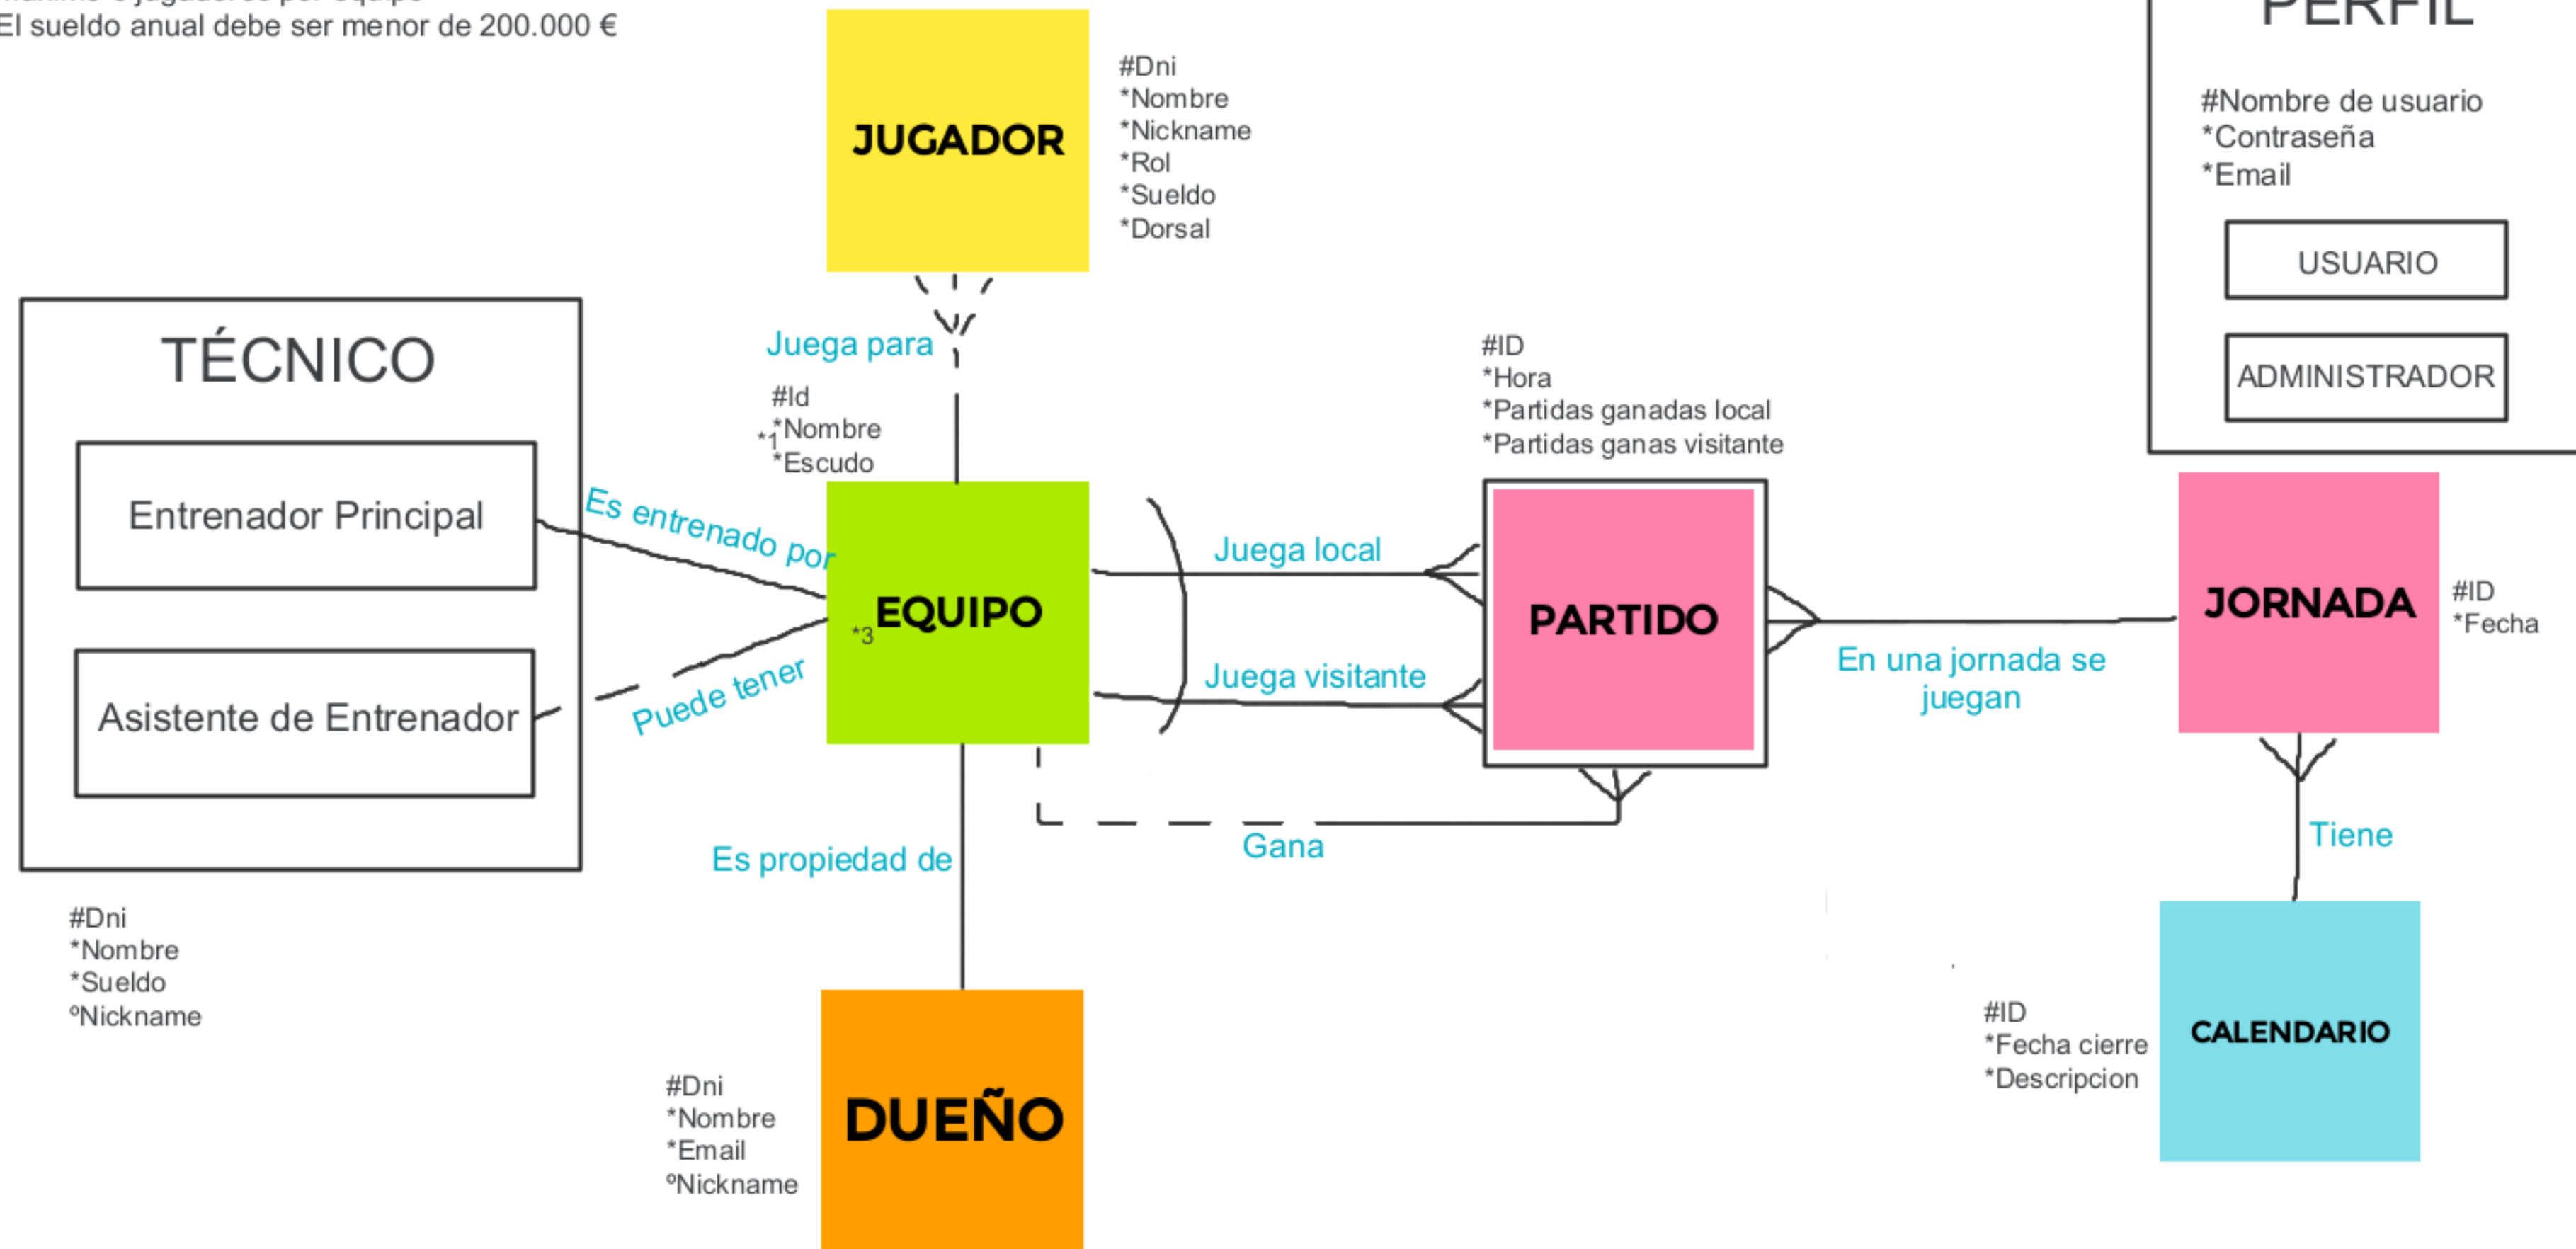 El sueldo anual debe ser menor de 200.000 €
PERFIL
#Nombre de usuario
*Contraseña
*Email
USUARIO
ADMINISTRADOR
JUGADOR
#Dni
*Nombre
*Nickname
*Rol
*Sueldo
*Dorsal
Juega para
TÉCNICO
Entrenador Principal
Asistente de Entrenador
#Dni
*Nombre
*Sueldo
ºNickname
Es entrenado por
Puede tener
#Id
*Nombre
*1
*Escudo
EQUIPO
*3
Juega local
Juega visitante
Gana
#ID
*Hora
*Partidas ganadas local
*Partidas ganas visitante
PARTIDO
En una jornada se
juegan
JORNADA
#ID
*Fecha
Tiene
Es propiedad de
#Dni
*Nombre
*Email
ºNickname
DUEÑO
#ID
*Fecha cierre
*Descripcion
CALENDARIO